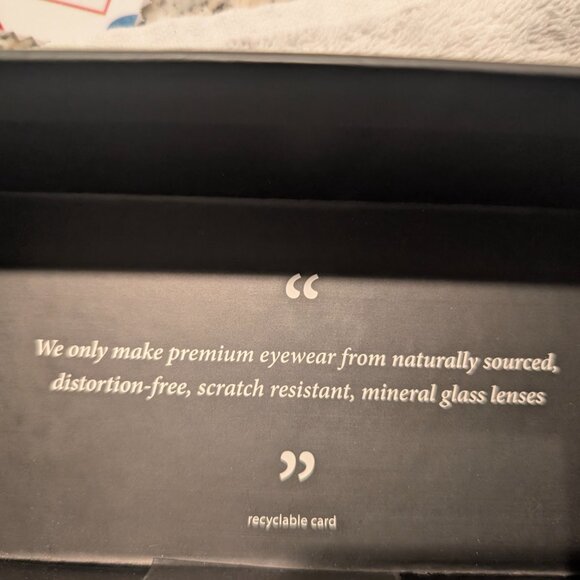 “
We only make premium eyewear from naturally sourced,
distortion-free, scratch resistant, mineral glass lenses
”
recyclable card